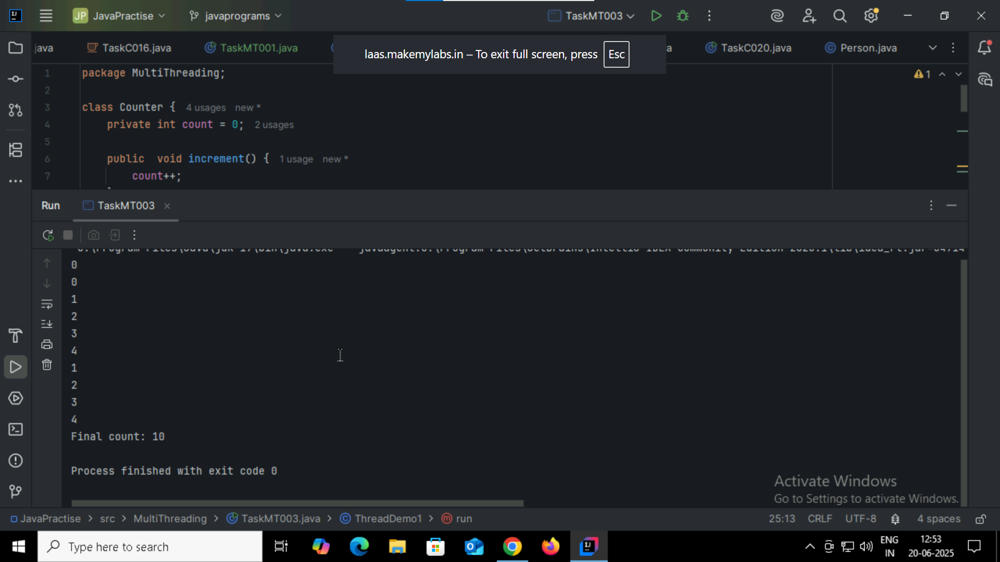 JP JavaPractise javaprograms TaskMT003
java TaskC016.java TaskMT001.java TaskC020.java Person.java
laas.makemylabs.in – To exit full screen, press Esc
1 package MultiThreading; 1
2
3 class Counter { 4 usages new *
4 private int count = 0; 2 usages
5
6 public void increment() { 1 usage new *
7 count++;
Run TaskMT003
0
0
1
2
3
4
1
2
3
4
Final count: 10
Process finished with exit code 0
Activate Windows
Go to Settings to activate Windows.
JavaPractise > src > MultiThreading > TaskMT003.java > ThreadDemo1 > run 25:13 CRLF UTF-8 4 spaces
Type here to search
ENG
IN
12:53
20-06-2025